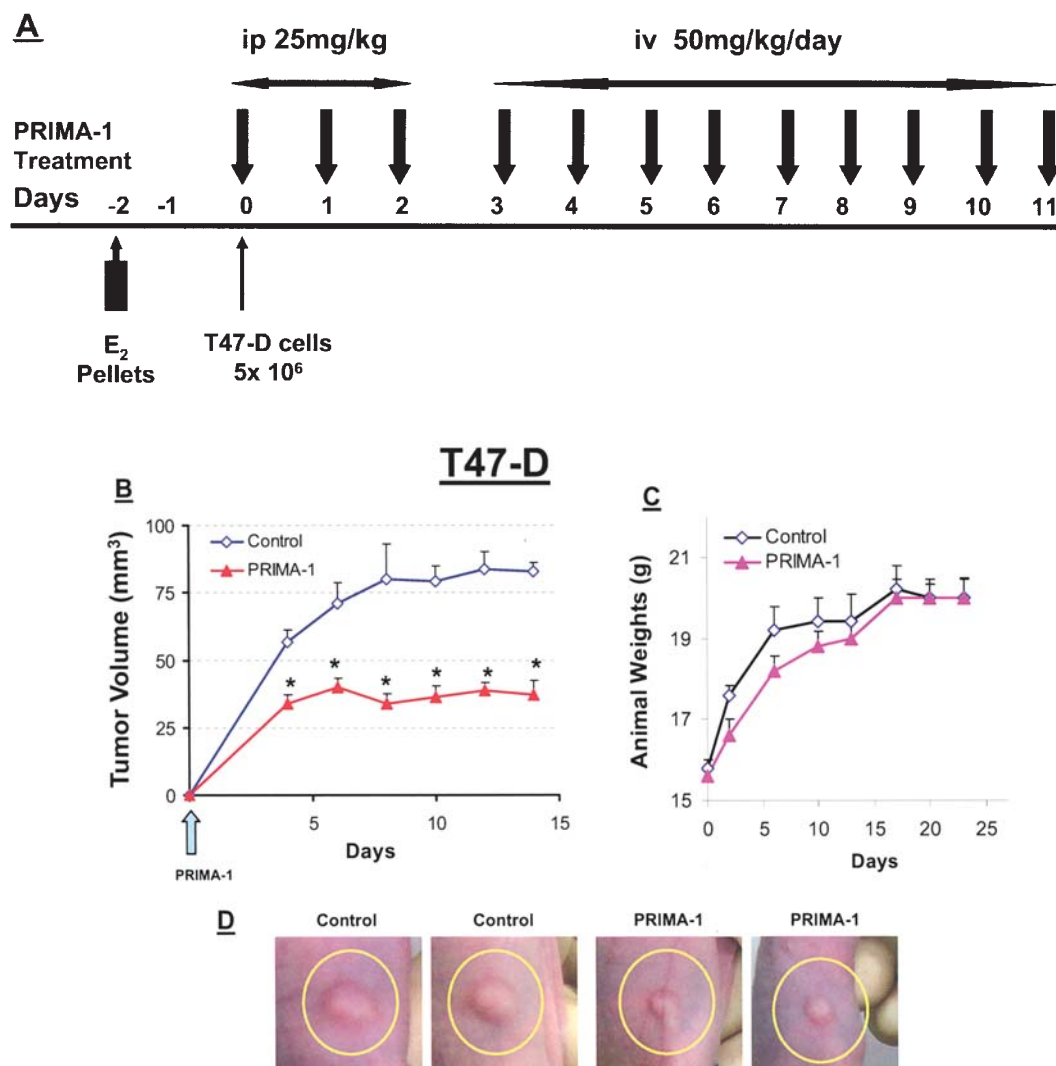 A
ip 25mg/kg
iv 50mg/kg/day
PRIMA-1
Treatment
Days -2 -1 0 1 2 3 4 5 6 7 8 9 10 11
E₂
Pellets
T47-D cells
5x 10⁶
T47-D
B
Control
PRIMA-1
Tumor Volume (mm³)
100
75
50
25
0
* * * * * *
5 10 15
Days
PRIMA-1
C
Control
PRIMA-1
Animal Weights (g)
21
19
17
15
0 5 10 15 20 25
Days
D
Control Control PRIMA-1 PRIMA-1